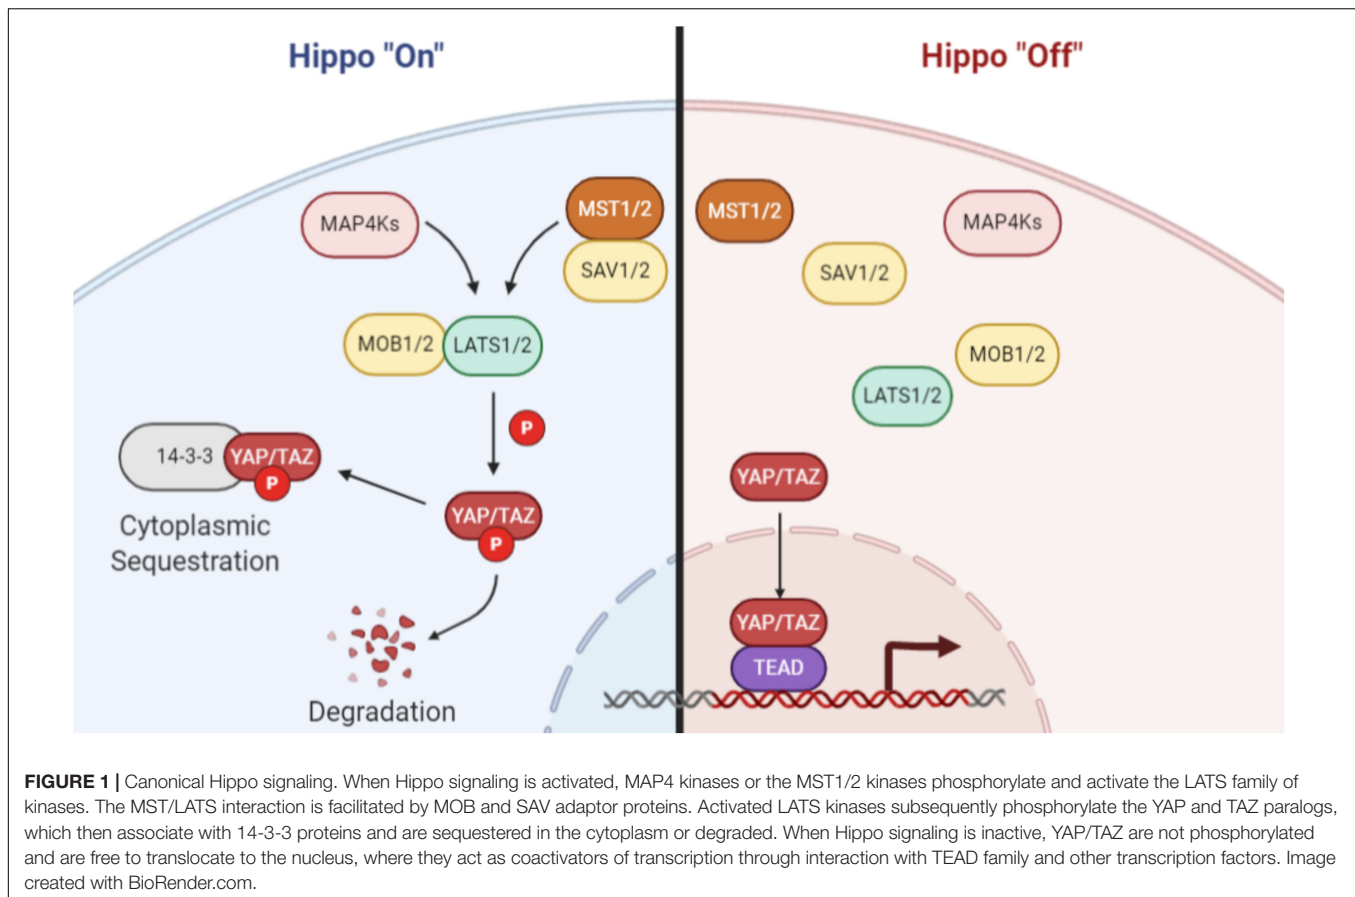 Hippo "On"
Hippo "Off"
MAP4Ks
MST1/2
SAV1/2
MOB1/2
LATS1/2
P
14-3-3
YAP/TAZ
P
YAP/TAZ
P
Cytoplasmic
Sequestration
Degradation
MST1/2
MAP4Ks
SAV1/2
MOB1/2
LATS1/2
YAP/TAZ
YAP/TAZ
TEAD
FIGURE 1 | Canonical Hippo signaling. When Hippo signaling is activated, MAP4 kinases or the MST1/2 kinases phosphorylate and activate the LATS family of
kinases. The MST/LATS interaction is facilitated by MOB and SAV adaptor proteins. Activated LATS kinases subsequently phosphorylate the YAP and TAZ paralogs,
which then associate with 14-3-3 proteins and are sequestered in the cytoplasm or degraded. When Hippo signaling is inactive, YAP/TAZ are not phosphorylated
and are free to translocate to the nucleus, where they act as coactivators of transcription through interaction with TEAD family and other transcription factors. Image
created with BioRender.com.